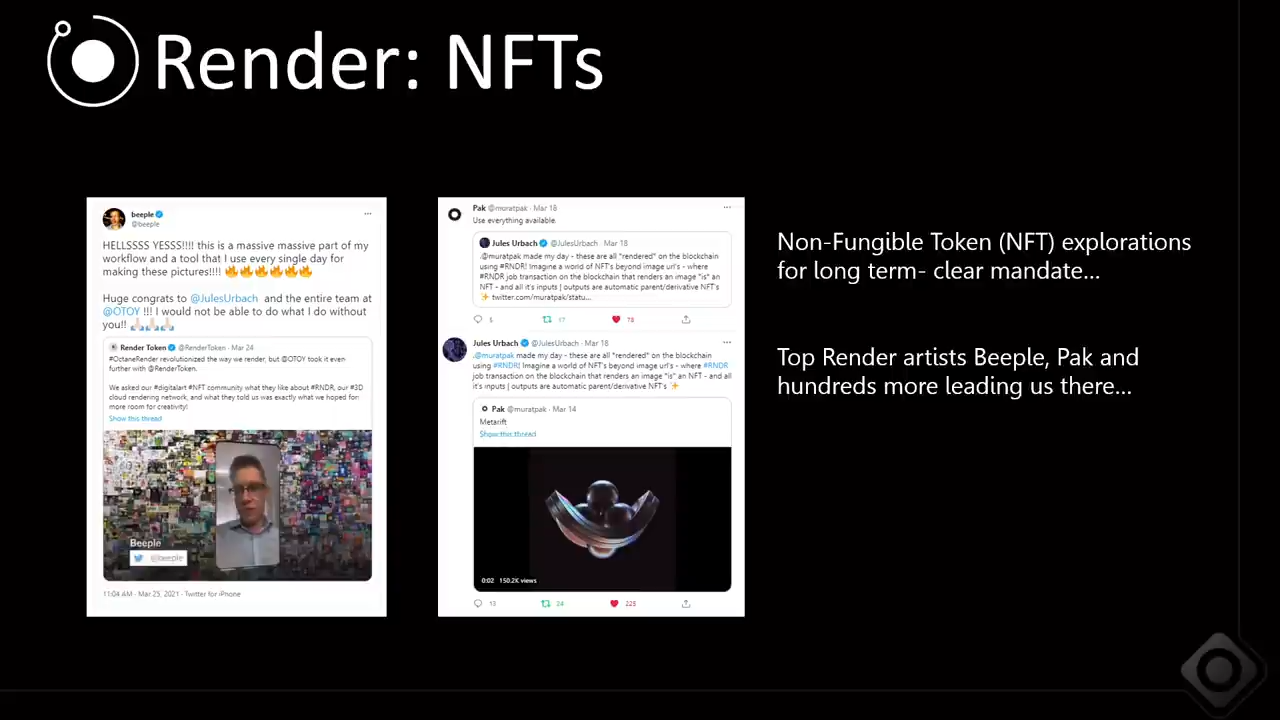 Render: NFTs
beeple
@beeple
HELLSSSS YESSS!!!! this is a massive massive part of my
workflow and a tool that I use every single day for
making these pictures!!!! 🔥🔥🔥🔥🔥🔥
Huge congrats to @JulesUrbach and the entire team at
@OTOY !!! I would not be able to do what I do without
you!! 🙏🏻🙏🏻🙏🏻
Render Token @RenderToken · Mar 24
#OctaneRender revolutionized the way we render, but @OTOY took it even
further with @RenderToken.
We asked our #digitalart #NFT community what they like about #RNDR, our #3D
cloud rendering network, and what they told us was exactly what we hoped for:
more room for creativity!
Show this thread
Beeple
@beeple
11:04 AM · Mar 25, 2021 · Twitter for iPhone
Pak @muratpak · Mar 18
Use everything available.
Jules Urbach @JulesUrbach · Mar 18
.@muratpak made my day - these are all "rendered" on the blockchain
using #RNDR! Imagine a world of NFT's beyond image url's - where
#RNDR job transaction on the blockchain that renders an image "is" an
NFT - and all it's inputs | outputs are automatic parent/derivative NFT's
✨ twitter.com/muratpak/statu...
5 17 78
Jules Urbach @JulesUrbach · Mar 18
.@muratpak made my day - these are all "rendered" on the blockchain
using #RNDR! Imagine a world of NFT's beyond image url's - where #RNDR
job transaction on the blockchain that renders an image "is" an NFT - and all
it's inputs | outputs are automatic parent/derivative NFT's ✨
Pak @muratpak · Mar 14
Metarift
Show this thread
0:02 150.2K views
13 24 225
Non-Fungible Token (NFT) explorations
for long term- clear mandate...
Top Render artists Beeple, Pak and
hundreds more leading us there...